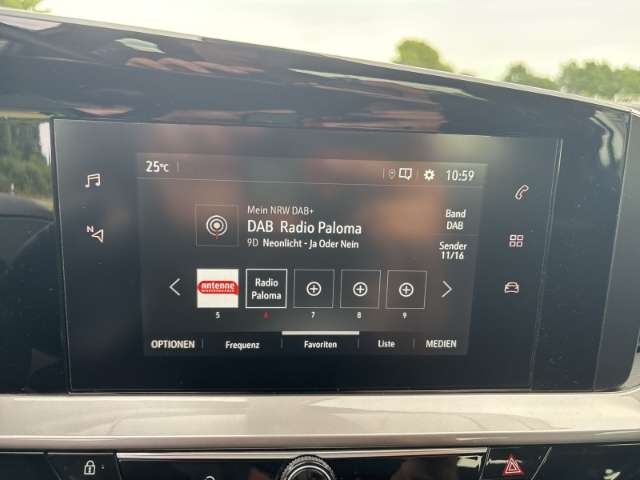 25°C 10:59
N
Mein NRW DAB+
DAB Radio Paloma
9D Neonlicht - Ja Oder Nein
Band
DAB
Sender
11/16
antenne
Radio
Paloma
5 6 7 8 9
OPTIONEN Frequenz Favoriten Liste MEDIEN